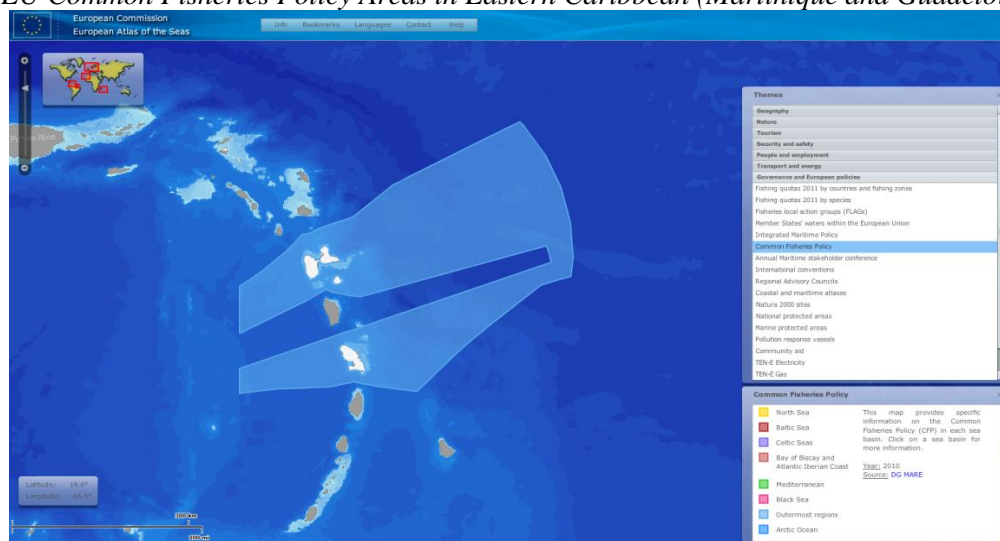 EU Common Fisheries Policy Areas in Eastern Caribbean (Martinique and
European Commission
European Atlas of the Seas
Info Bookmarks Languages Contact Help
Themes
Geography
Nature
Tourism
Security and safety
People and employment
Transport and energy
Governance and European policies
Fishing quotas 2011 by countries and fishing zones
Fishing quotas 2011 by species
Fisheries local action groups (FLAGs)
Member States' waters within the European Union
Integrated Maritime Policy
Common Fisheries Policy
Annual Maritime stakeholder conference
International conventions
Regional Advisory Councils
Coastal and maritime atlases
Natura 2000 sites
National protected areas
Marine protected areas
Pollution response vessels
Community aid
TEN-E Electricity
TEN-E Gas
Common Fisheries Policy
North Sea
Baltic Sea
Celtic Seas
Bay of Biscay and
Atlantic Iberian Coast
Mediterranean
Black Sea
Outermost regions
Arctic Ocean
This map provides specific
information on the Common
Fisheries Policy (CFP) in each sea
basin. Click on a sea basin for
more information.
Year: 2010
Source: DG MARE
Latitude: 19.8°
Longitude: -66.4°
300 km
200 mi